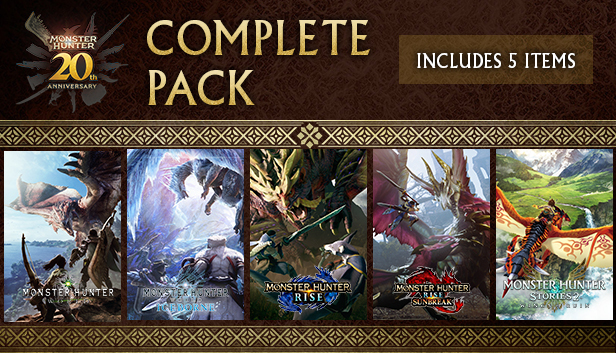 MONSTER HUNTER
20th
ANNIVERSARY
COMPLETE
PACK
INCLUDES 5 ITEMS
MONSTER HUNTER
MONSTER HUNTER
ICEBORNE
MONSTER HUNTER
RISE
MONSTER HUNTER
RISE
SUNBREAK
MONSTER HUNTER
STORIES 2